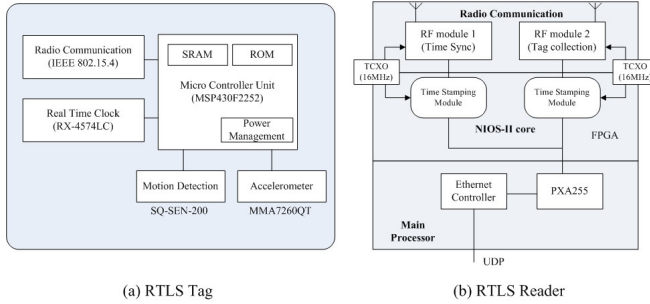 Radio Communication
(IEEE 802.15.4)
SRAM
ROM
Micro Controller Unit
(MSP430F2252)
Real Time Clock
(RX-4574LC)
Power
Management
Motion Detection
Accelerometer
SQ-SEN-200
MMA7260QT
(a) RTLS Tag
Radio Communication
RF module 1
(Time Sync)
RF module 2
(Tag collection)
TCXO
(16MHz)
TCXO
(16MHz)
Time Stamping
Module
Time Stamping
Module
NIOS-II core
FPGA
Ethernet
Controller
PXA255
Main
Processor
UDP
(b) RTLS Reader